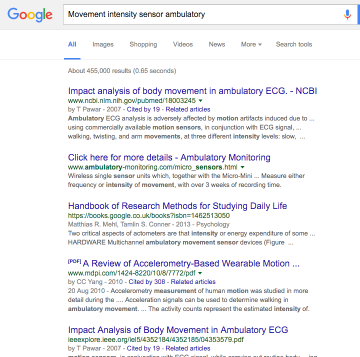 Google
Movement intensity sensor ambulatory
All Images Shopping Videos News More Search tools
About 455,000 results (0.65 seconds)
Impact analysis of body movement in ambulatory ECG. - NCBI
www.ncbi.nlm.nih.gov/pubmed/18003245
by T Pawar - 2007 - Cited by 19 - Related articles
Ambulatory ECG analysis is adversely affected by motion artifacts induced due to ...
using commercially available motion sensors, in conjunction with ECG signal, ...
walking, twisting, and arm movements, at three different intensity levels: slow, ....
Click here for more details - Ambulatory Monitoring
www.ambulatory-monitoring.com/micro_sensors.html
Wireless single sensor units which, together with the Micro-Mini ... Measure either
frequency or intensity of movement, with over 3 weeks of recording time.
Handbook of Research Methods for Studying Daily Life
https://books.google.co.uk/books?isbn=1462513050
Matthias R. Mehl, Tamlin S. Conner - 2013 - Psychology
Two critical aspects of actometers are that intensity or energy expenditure of some ...
HARDWARE Multichannel ambulatory movement sensor devices (Figure ...
[PDF] A Review of Accelerometry-Based Wearable Motion ...
www.mdpi.com/1424-8220/10/8/7772/pdf
by CC Yang - 2010 - Cited by 308 - Related articles
20 Aug 2010 - Accelerometry measurement of human motion was studied in more
detail during the .... Acceleration signals can be used to determine walking in
ambulatory movement. ... The activity counts represent the estimated intensity of.
Impact Analysis of Body Movement in Ambulatory ECG
ieeexplore.ieee.org/iel5/4352184/4352185/04353579.pdf
by T Pawar - 2007 - Cited by 19 - Related articles